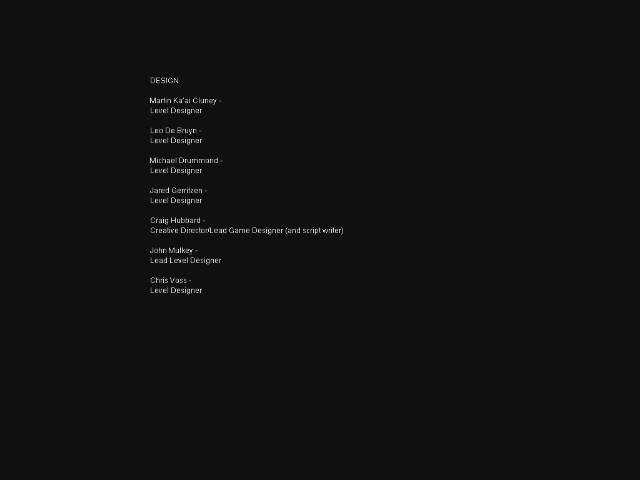 DESIGN
Martin Ka'ai Cluney -
Level Designer
Leo De Bruyn -
Level Designer
Michael Drummond -
Level Designer
Jared Gerritzen -
Level Designer
Craig Hubbard -
Creative Director/Lead Game Designer (and script writer)
John Mulkey -
Lead Level Designer
Chris Voss -
Level Designer